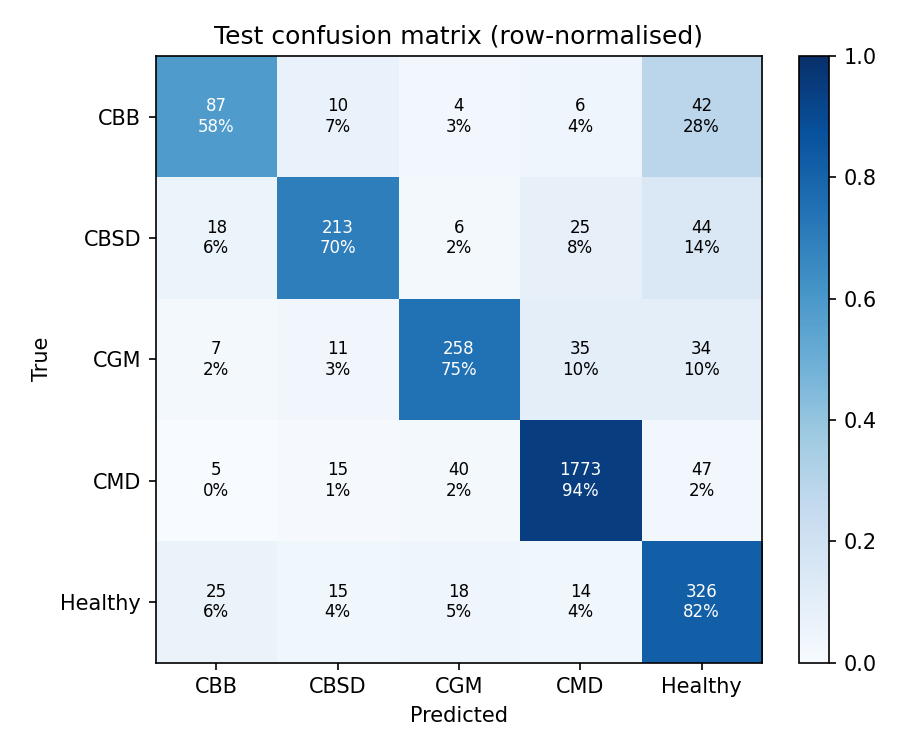 Test confusion matrix (row-normalised)
CBB 87 10 4 6 42
58% 7% 3% 4% 28%
CBSD 18 213 6 25 44
6% 70% 2% 8% 14%
CGM 7 11 258 35 34
2% 3% 75% 10% 10%
CMD 5 15 40 1773 47
0% 1% 2% 94% 2%
Healthy 25 15 18 14 326
6% 4% 5% 4% 82%
CBB CBSD CGM CMD Healthy
Predicted
True
1.0
0.8
0.6
0.4
0.2
0.0